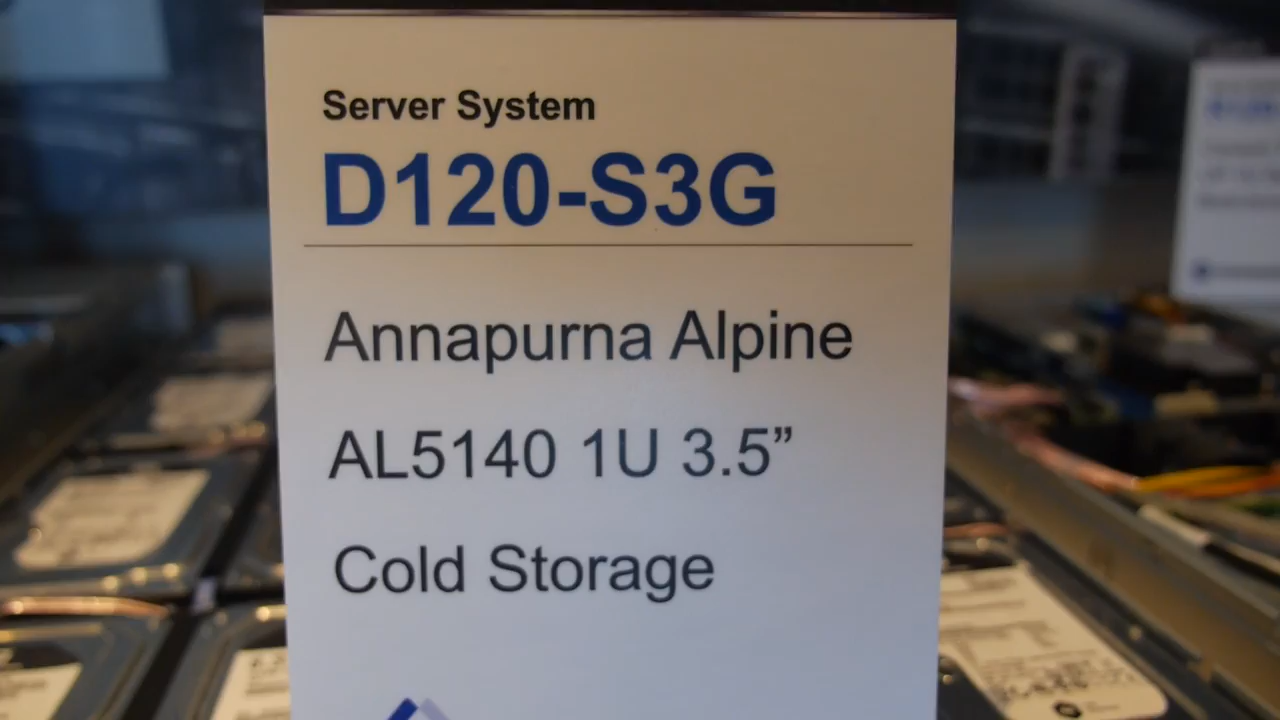 Server System
D120-S3G
Annapurna Alpine
AL5140 1U 3.5”
Cold Storage